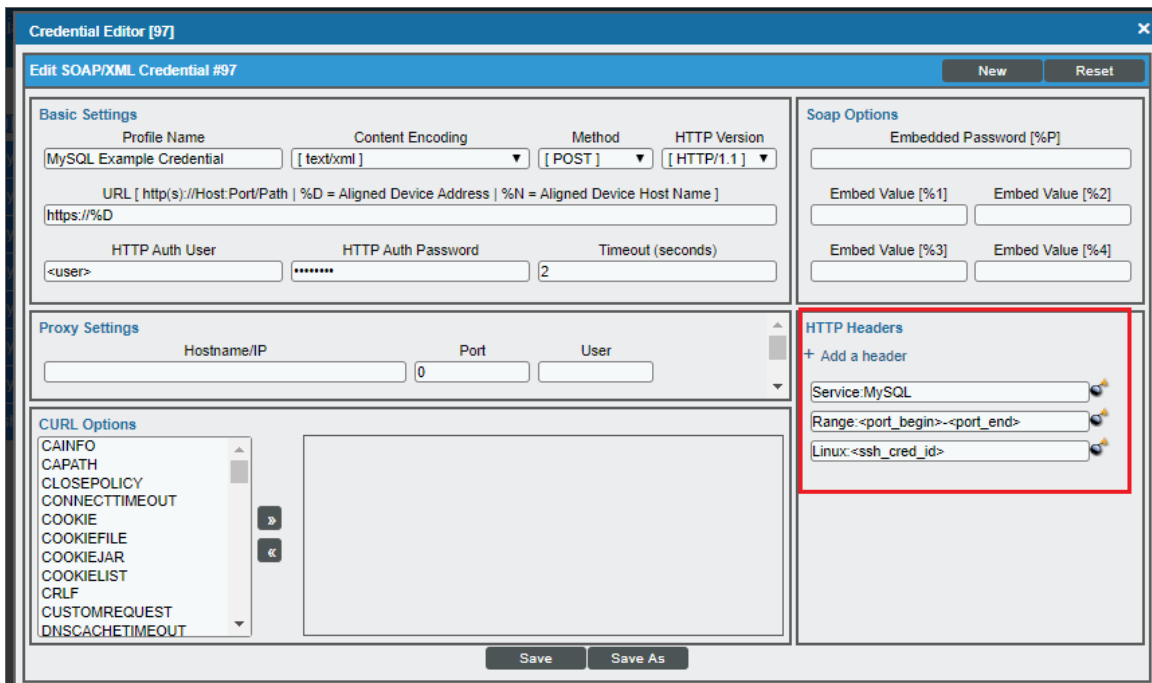 Credential Editor [97]
×
Edit SOAP/XML Credential #97
New
Reset
Basic Settings
Profile Name
Content Encoding
Method
HTTP Version
MySQL Example Credential
[ text/xml ]
[ POST ]
[ HTTP/1.1 ]
URL [ http(s)://Host:Port/Path | %D = Aligned Device Address | %N = Aligned Device Host Name ]
https://%D
HTTP Auth User
HTTP Auth Password
Timeout (seconds)
<user>
••••••••
2
Soap Options
Embedded Password [%P]
Embed Value [%1]
Embed Value [%2]
Embed Value [%3]
Embed Value [%4]
Proxy Settings
Hostname/IP
Port
User
0
HTTP Headers
+ Add a header
Service:MySQL
Range:<port_begin>-<port_end>
Linux:<ssh_cred_id>
CURL Options
CAINFO
CAPATH
CLOSEPOLICY
CONNECTTIMEOUT
COOKIE
COOKIEFILE
COOKIEJAR
COOKIELIST
CRLF
CUSTOMREQUEST
DNSCACHETIMEOUT
»
«
Save
Save As